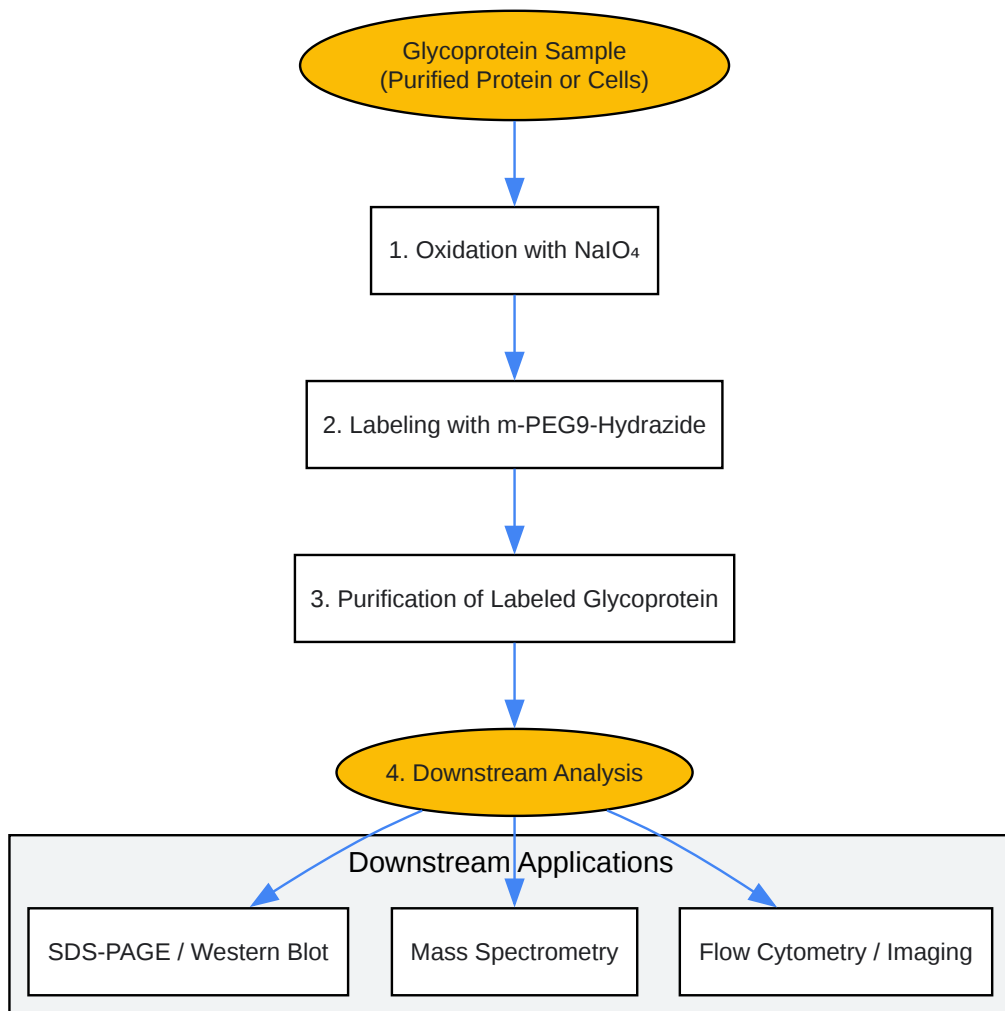 Glycoprotein Sample
(Purified Protein or Cells)
1. Oxidation with NaIO₄
2. Labeling with m-PEG9-Hydrazide
3. Purification of Labeled Glycoprotein
4. Downstream Analysis
Downstream Applications
SDS-PAGE / Western Blot
Mass Spectrometry
Flow Cytometry / Imaging